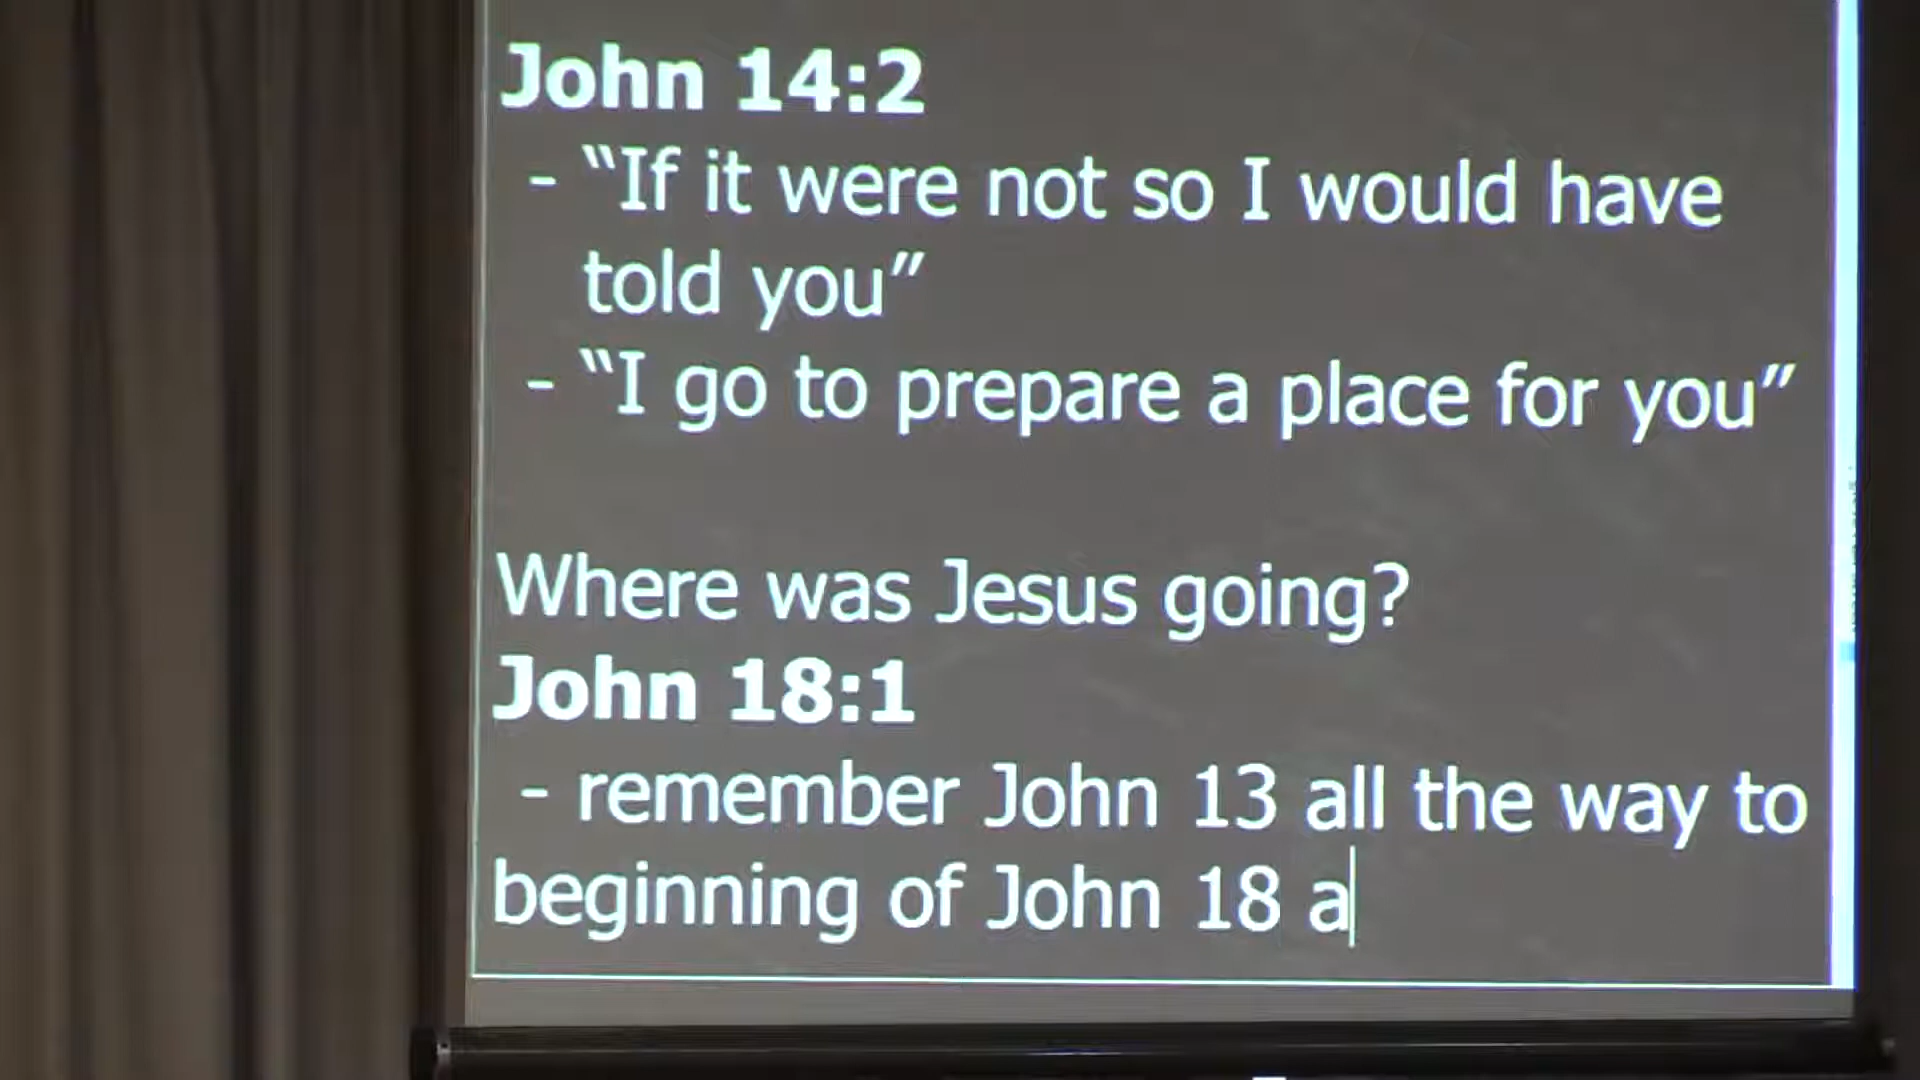 John 14:2
- “If it were not so I would have
told you”
- “I go to prepare a place for you”
Where was Jesus going?
John 18:1
- remember John 13 all the way to
beginning of John 18 a